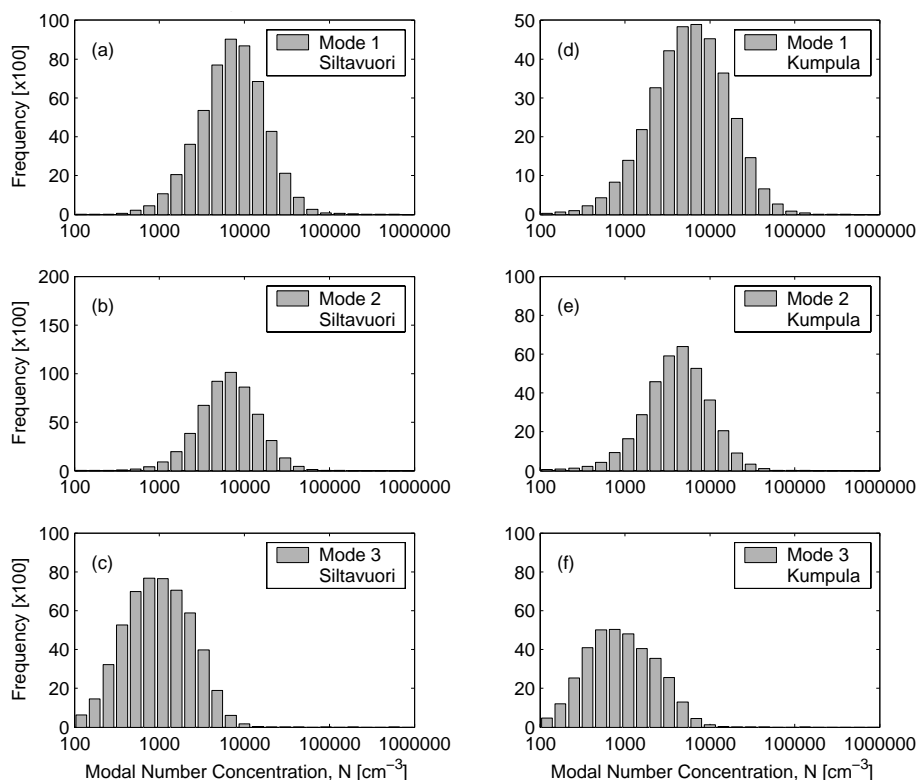 (a)
Mode 1
Siltavuori
Frequency [x100]
100
80
60
40
20
0
100 1000 10000 100000 1000000
(d)
Mode 1
Kumpula
50
40
30
20
10
0
100 1000 10000 100000 1000000
(b)
Mode 2
Siltavuori
Frequency [x100]
200
150
100
50
0
100 1000 10000 100000 1000000
(e)
Mode 2
Kumpula
100
80
60
40
20
0
100 1000 10000 100000 1000000
(c)
Mode 3
Siltavuori
Frequency [x100]
100
80
60
40
20
0
100 1000 10000 100000 1000000
Modal Number Concentration, N [cm⁻³]
(f)
Mode 3
Kumpula
100
80
60
40
20
0
100 1000 10000 100000 1000000
Modal Number Concentration, N [cm⁻³]